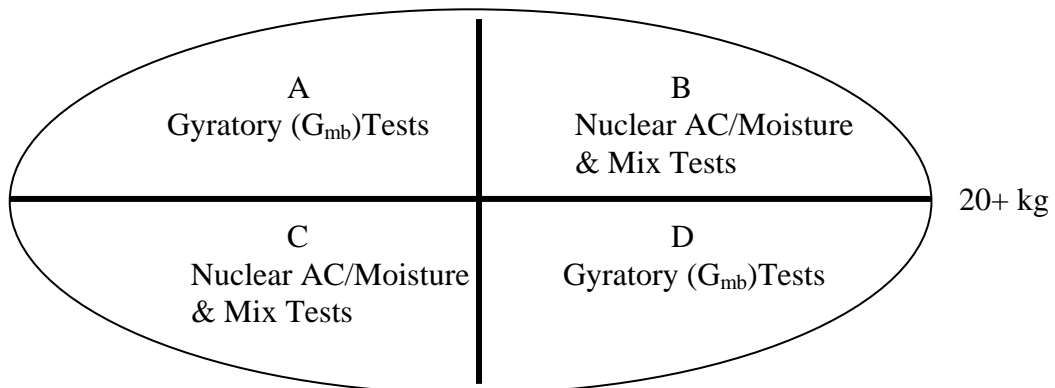 A
Gyratory (Gmb)Tests
B
Nuclear AC/Moisture
& Mix Tests
20+ kg
C
Nuclear AC/Moisture
& Mix Tests
D
Gyratory (Gmb)Tests